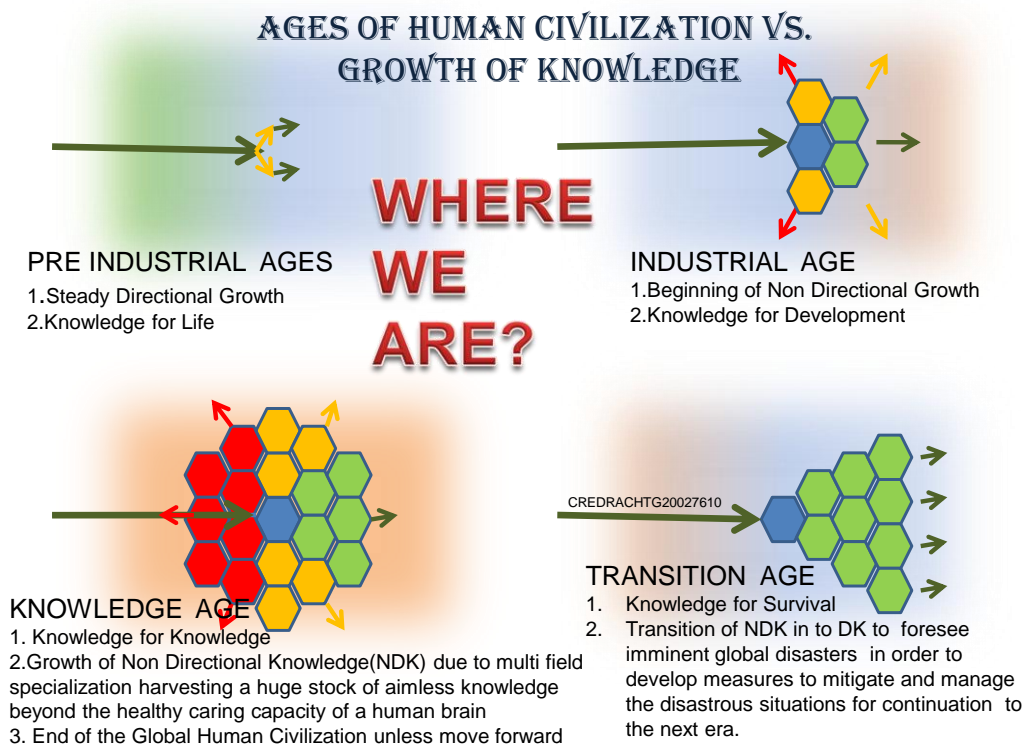 AGES OF HUMAN CIVILIZATION VS.
GROWTH OF KNOWLEDGE
WHERE
WE
ARE?
PRE INDUSTRIAL AGES
1.Steady Directional Growth
2.Knowledge for Life
INDUSTRIAL AGE
1.Beginning of Non Directional Growth
2.Knowledge for Development
KNOWLEDGE AGE
1. Knowledge for Knowledge
2.Growth of Non Directional Knowledge(NDK) due to multi field
specialization harvesting a huge stock of aimless knowledge
beyond the healthy caring capacity of a human brain
3. End of the Global Human Civilization unless move forward
CREDRACHTG20027610
TRANSITION AGE
1. Knowledge for Survival
2. Transition of NDK in to DK to foresee
imminent global disasters in order to
develop measures to mitigate and manage
the disastrous situations for continuation to
the next era.